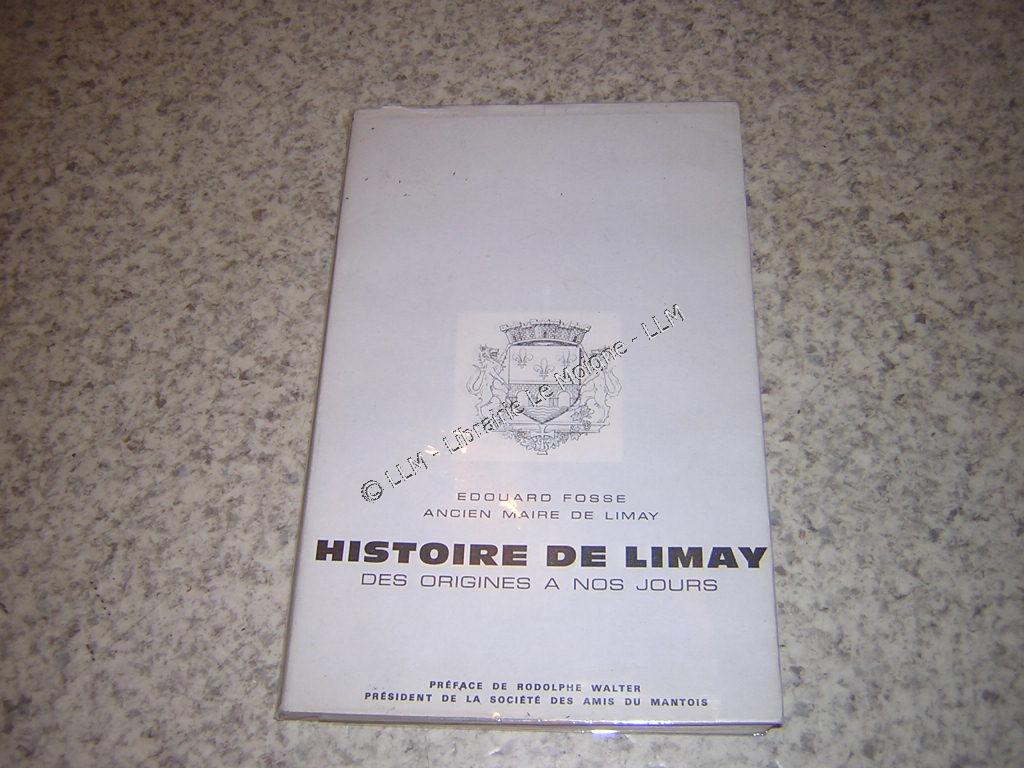 © LLM - Librairie Le Molone - LLM
EDOUARD FOSSE
ANCIEN MAIRE DE LIMAY
HISTOIRE DE LIMAY
DES ORIGINES A NOS JOURS
PRÉFACE DE RODOLPHE WALTER
PRÉSIDENT DE LA SOCIÉTÉ DES AMIS DU MANTOIS